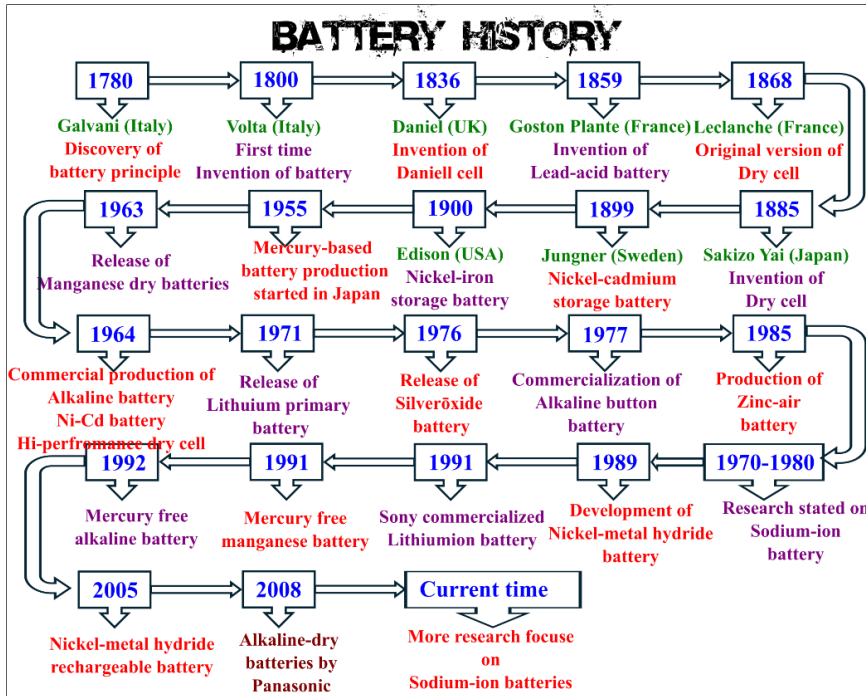 BATTERY HISTORY
1780
Galvani (Italy)
Discovery of
battery principle
1800
Volta (Italy)
First time
Invention of battery
1836
Daniel (UK)
Invention of
Daniell cell
1859
Goston Plante (France)
Invention of
Lead-acid battery
1868
Leclanche (France)
Original version of
Dry cell
1885
Sakizo Yai (Japan)
Invention of
Dry cell
1899
Jungner (Sweden)
Nickel-cadmium
storage battery
1900
Edison (USA)
Nickel-iron
storage battery
1955
Mercury-based
battery production
started in Japan
1963
Release of
Manganese dry batteries
1964
Commercial production of
Alkaline battery
Ni-Cd battery
Hi-perfromance dry cell
1971
Release of
Lithuium primary
battery
1976
Release of
Silverōxide
battery
1977
Commercialization of
Alkaline button
battery
1985
Production of
Zinc-air
battery
1970-1980
Research stated on
Sodium-ion
battery
1989
Development of
Nickel-metal hydride
battery
1991
Sony commercialized
Lithiumion battery
1991
Mercury free
manganese battery
1992
Mercury free
alkaline battery
2005
Nickel-metal hydride
rechargeable battery
2008
Alkaline-dry
batteries by
Panasonic
Current time
More research focuse
on
Sodium-ion batteries